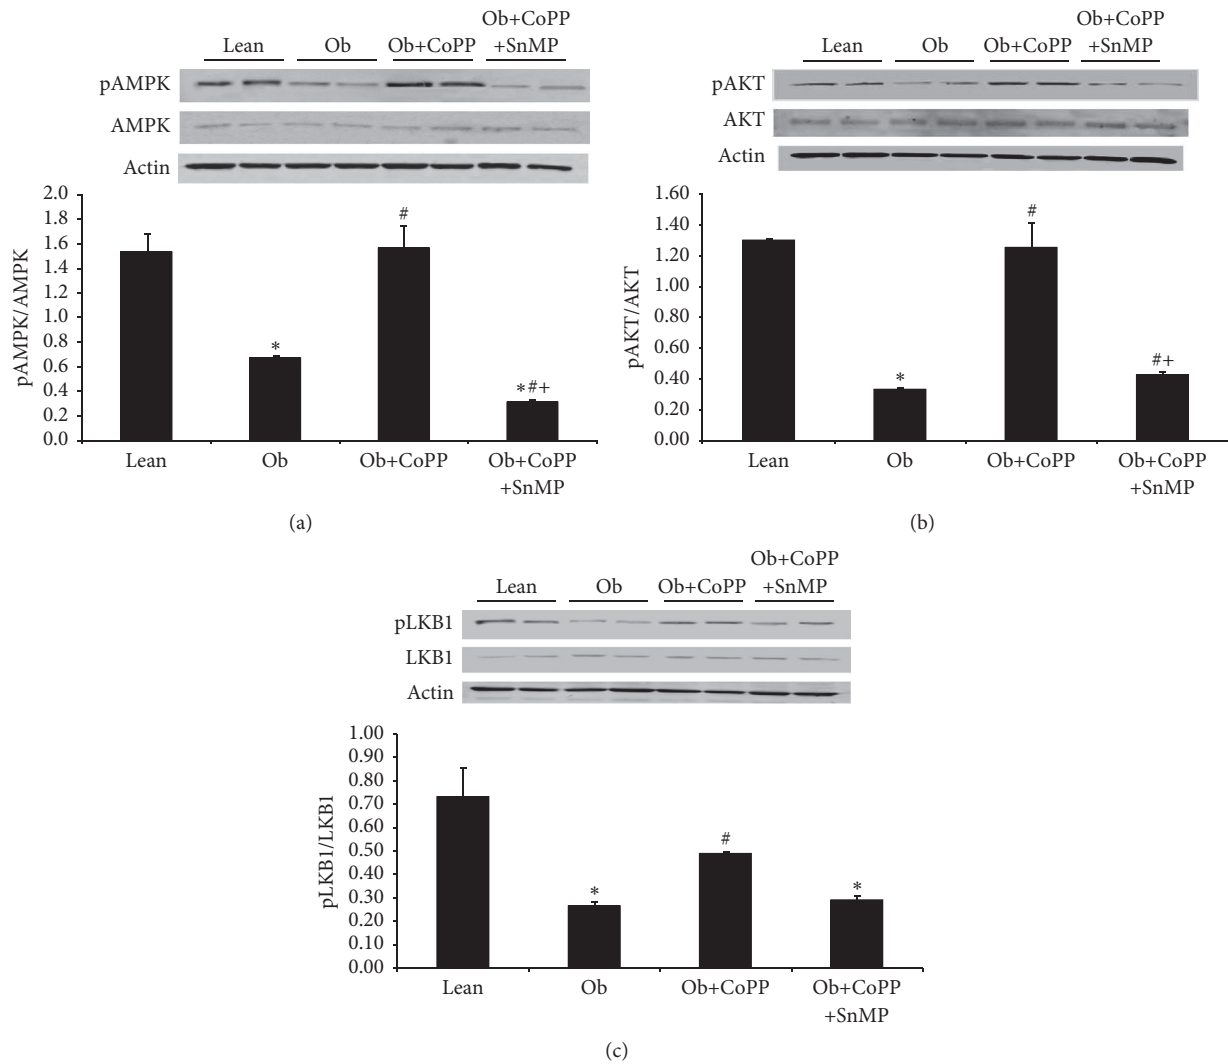 Lean Ob Ob+CoPP Ob+CoPP
+SnMP
pAMPK
AMPK
Actin
2.0
1.8
1.6
1.4
1.2
1.0
0.8
0.6
0.4
0.2
0.0
pAMPK/AMPK
*
#
*#+
Lean Ob Ob+CoPP Ob+CoPP
+SnMP
(a)
Lean Ob Ob+CoPP Ob+CoPP
+SnMP
pAKT
AKT
Actin
1.60
1.40
1.20
1.00
0.80
0.60
0.40
0.20
0.00
pAKT/AKT
*
#
#+
Lean Ob Ob+CoPP Ob+CoPP
+SnMP
(b)
Lean Ob Ob+CoPP Ob+CoPP
+SnMP
pLKB1
LKB1
Actin
1.00
0.90
0.80
0.70
0.60
0.50
0.40
0.30
0.20
0.10
0.00
pLKB1/LKB1
*
#
*
Lean Ob Ob+CoPP Ob+CoPP
+SnMP
(c)